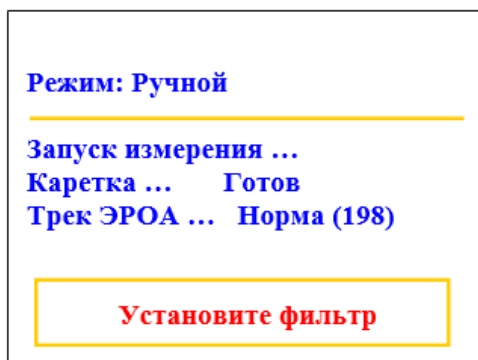 Режим: Ручной
Запуск измерения ...
Каретка ... Готов
Трек ЭРОА ... Норма (198)
Установите фильтр